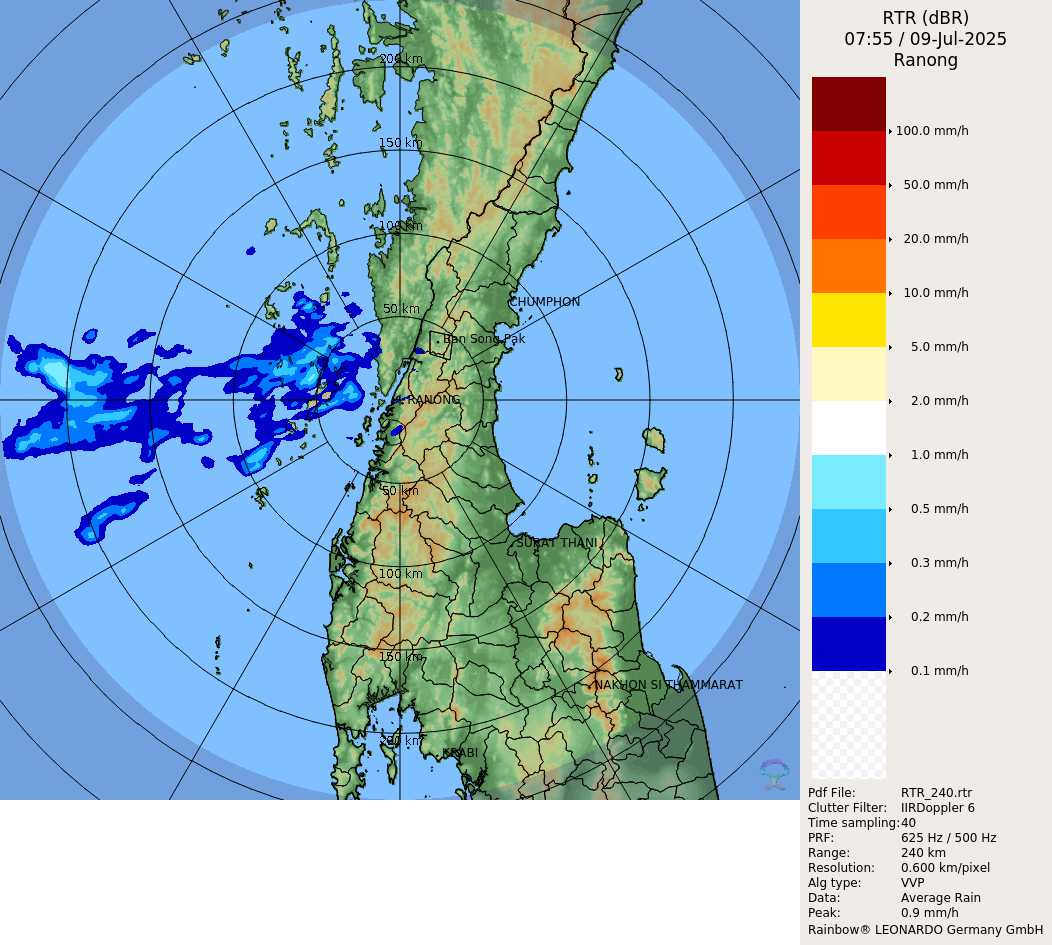 RTR (dBR)
07:55 / 09-Jul-2025
Ranong
100.0 mm/h
50.0 mm/h
20.0 mm/h
10.0 mm/h
5.0 mm/h
2.0 mm/h
1.0 mm/h
0.5 mm/h
0.3 mm/h
0.2 mm/h
0.1 mm/h
Pdf File: RTR_240.rtr
Clutter Filter: IIRDoppler 6
Time sampling: 40
PRF: 625 Hz / 500 Hz
Range: 240 km
Resolution: 0.600 km/pixel
Alg type: VVP
Data: Average Rain
Peak: 0.9 mm/h
Rainbow® LEONARDO Germany GmbH
200 km
150 km
100 km
50 km
CHUMPHON
Ban Song Pak
RANONG
50 km
SURAT THANI
100 km
150 km
NAKHON SI THAMMARAT
200 km
KRABI